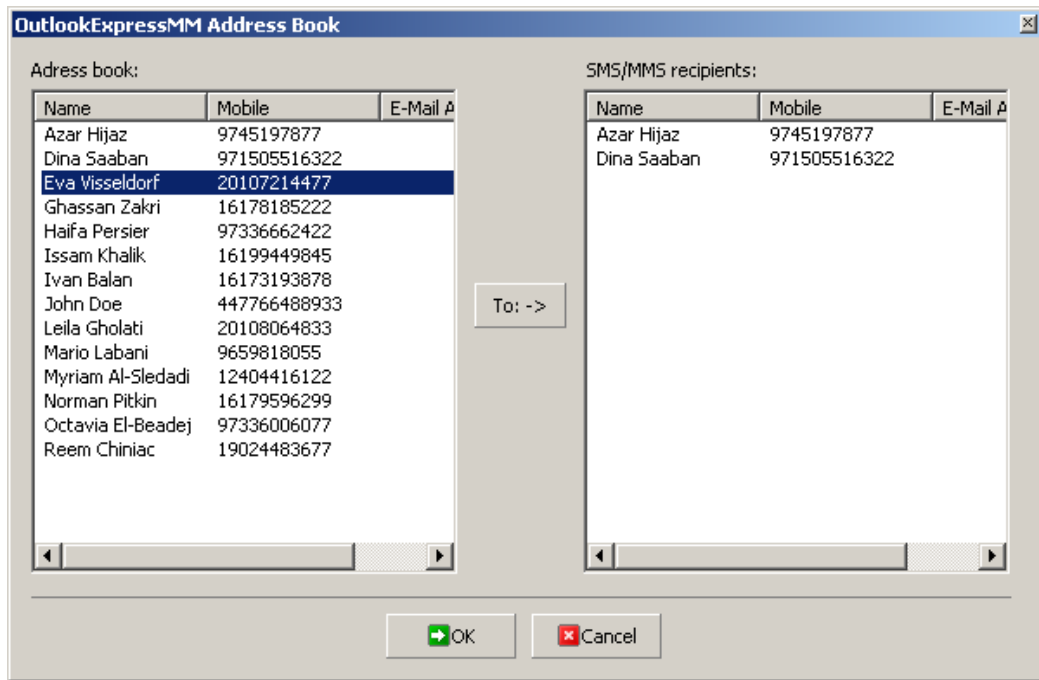 OutlookExpressMM Address Book
Adress book:
Name Mobile E-Mail A
Azar Hijaz 9745197877
Dina Saaban 971505516322
Eva Visseldorf 20107214477
Ghassan Zakri 16178185222
Haifa Persier 97336662422
Issam Khalik 16199449845
Ivan Balan 16173193878
John Doe 447766488933
Leila Gholati 20108064833
Mario Labani 9659818055
Myriam Al-Sledadi 12404416122
Norman Pitkin 16179596299
Octavia El-Beadej 97336006077
Reem Chiniac 19024483677
To: ->
SMS/MMS recipients:
Name Mobile E-Mail A
Azar Hijaz 9745197877
Dina Saaban 971505516322
OK
Cancel